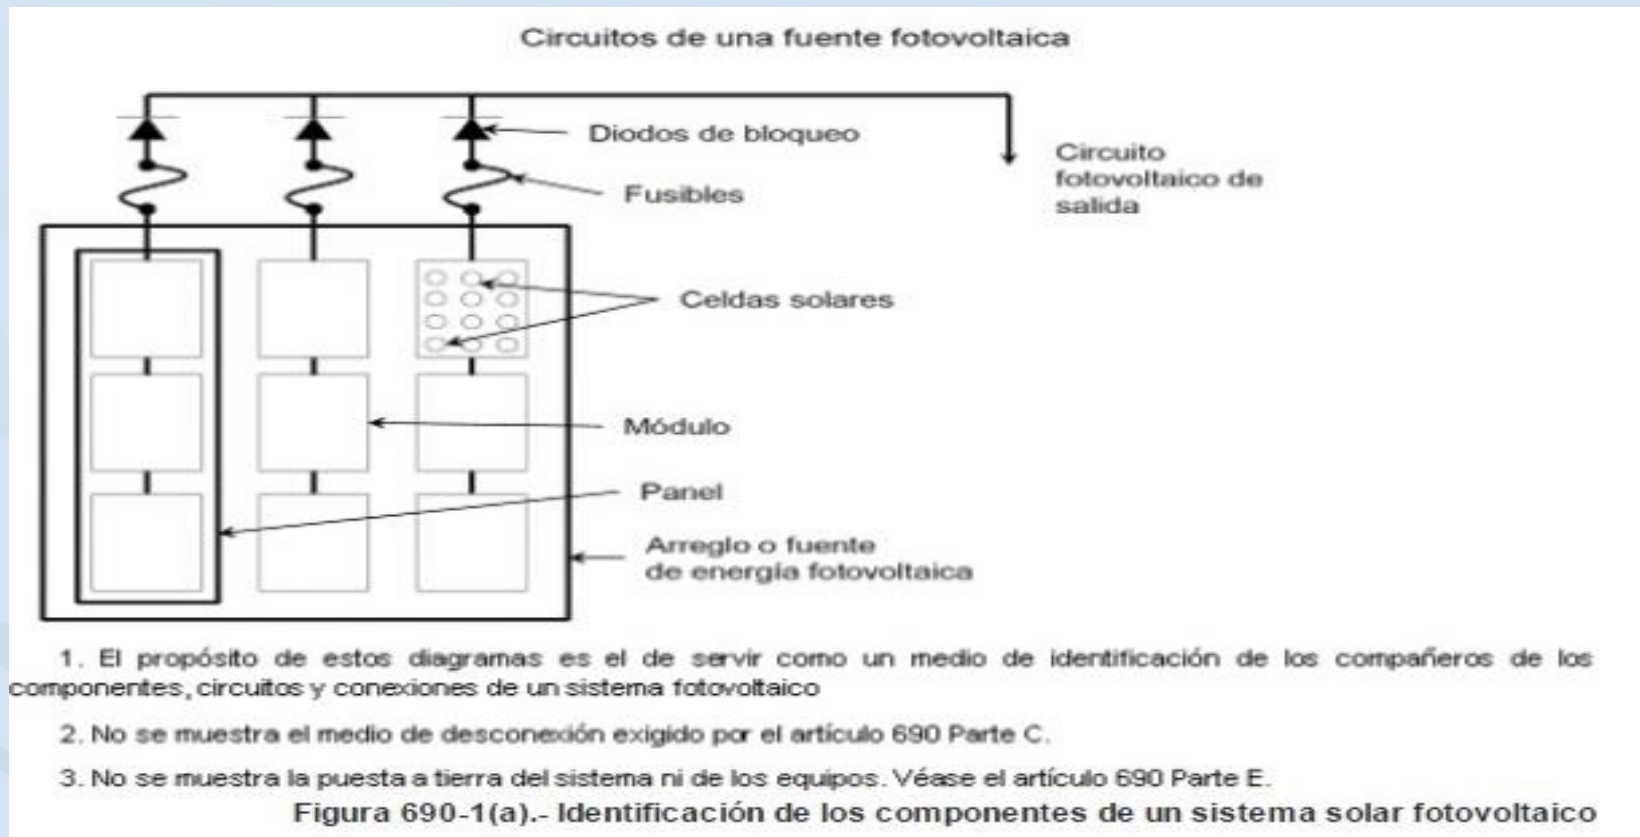 Circuitos de una fuente fotovoltaica
Diodos de bloqueo
Circuito
fotovoltaico de
salida
Fusibles
Celdas solares
Módulo
Panel
Arreglo o fuente
de energía fotovoltaica
1. El propósito de estos diagramas es el de servir como un medio de identificación de los compañeros de los
componentes, circuitos y conexiones de un sistema fotovoltaico
2. No se muestra el medio de desconexión exigido por el artículo 690 Parte C.
3. No se muestra la puesta a tierra del sistema ni de los equipos. Véase el artículo 690 Parte E.
Figura 690-1(a).- Identificación de los componentes de un sistema solar fotovoltaico